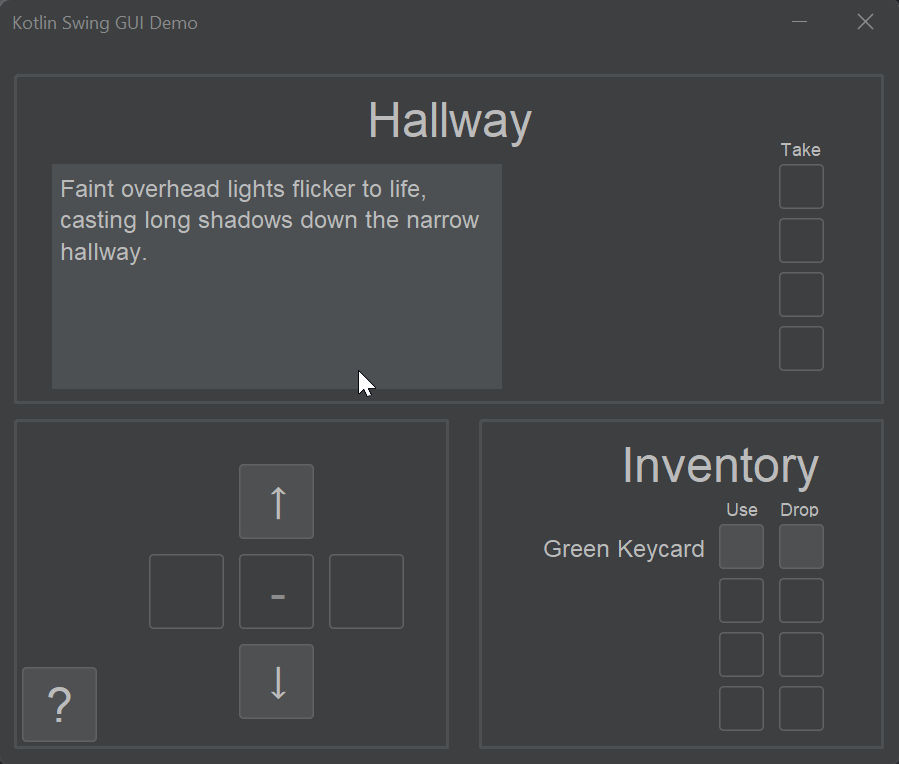 Kotlin Swing GUI Demo
Hallway
Take
Faint overhead lights flicker to life,
casting long shadows down the narrow
hallway.
↑
-
↓
?
Inventory
Use Drop
Green Keycard